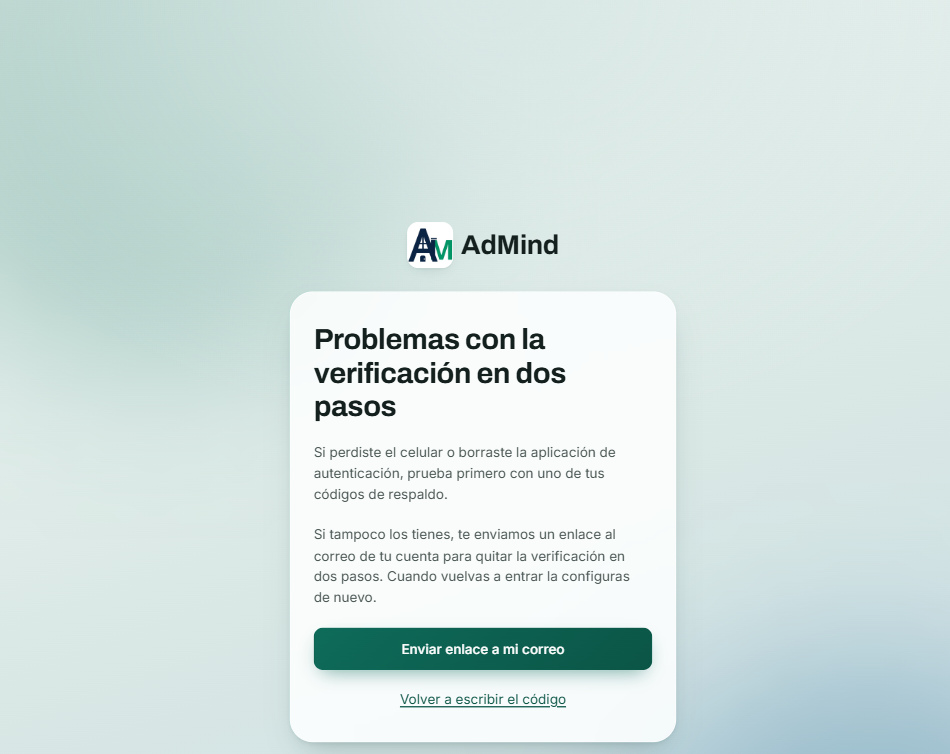 AM AdMind
Problemas con la
verificación en dos
pasos
Si perdiste el celular o borraste la aplicación de
autenticación, prueba primero con uno de tus
códigos de respaldo.
Si tampoco los tienes, te enviamos un enlace al
correo de tu cuenta para quitar la verificación en
dos pasos. Cuando vuelvas a entrar la configuras
de nuevo.
Enviar enlace a mi correo
Volver a escribir el código